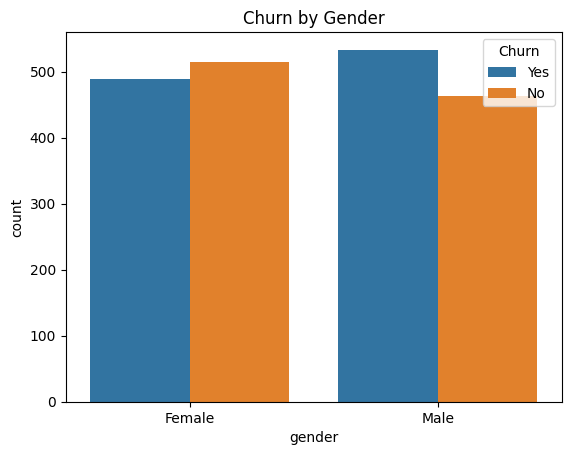 Churn by Gender
Churn
Yes
No
500
400
300
200
100
0
count
Female
Male
gender